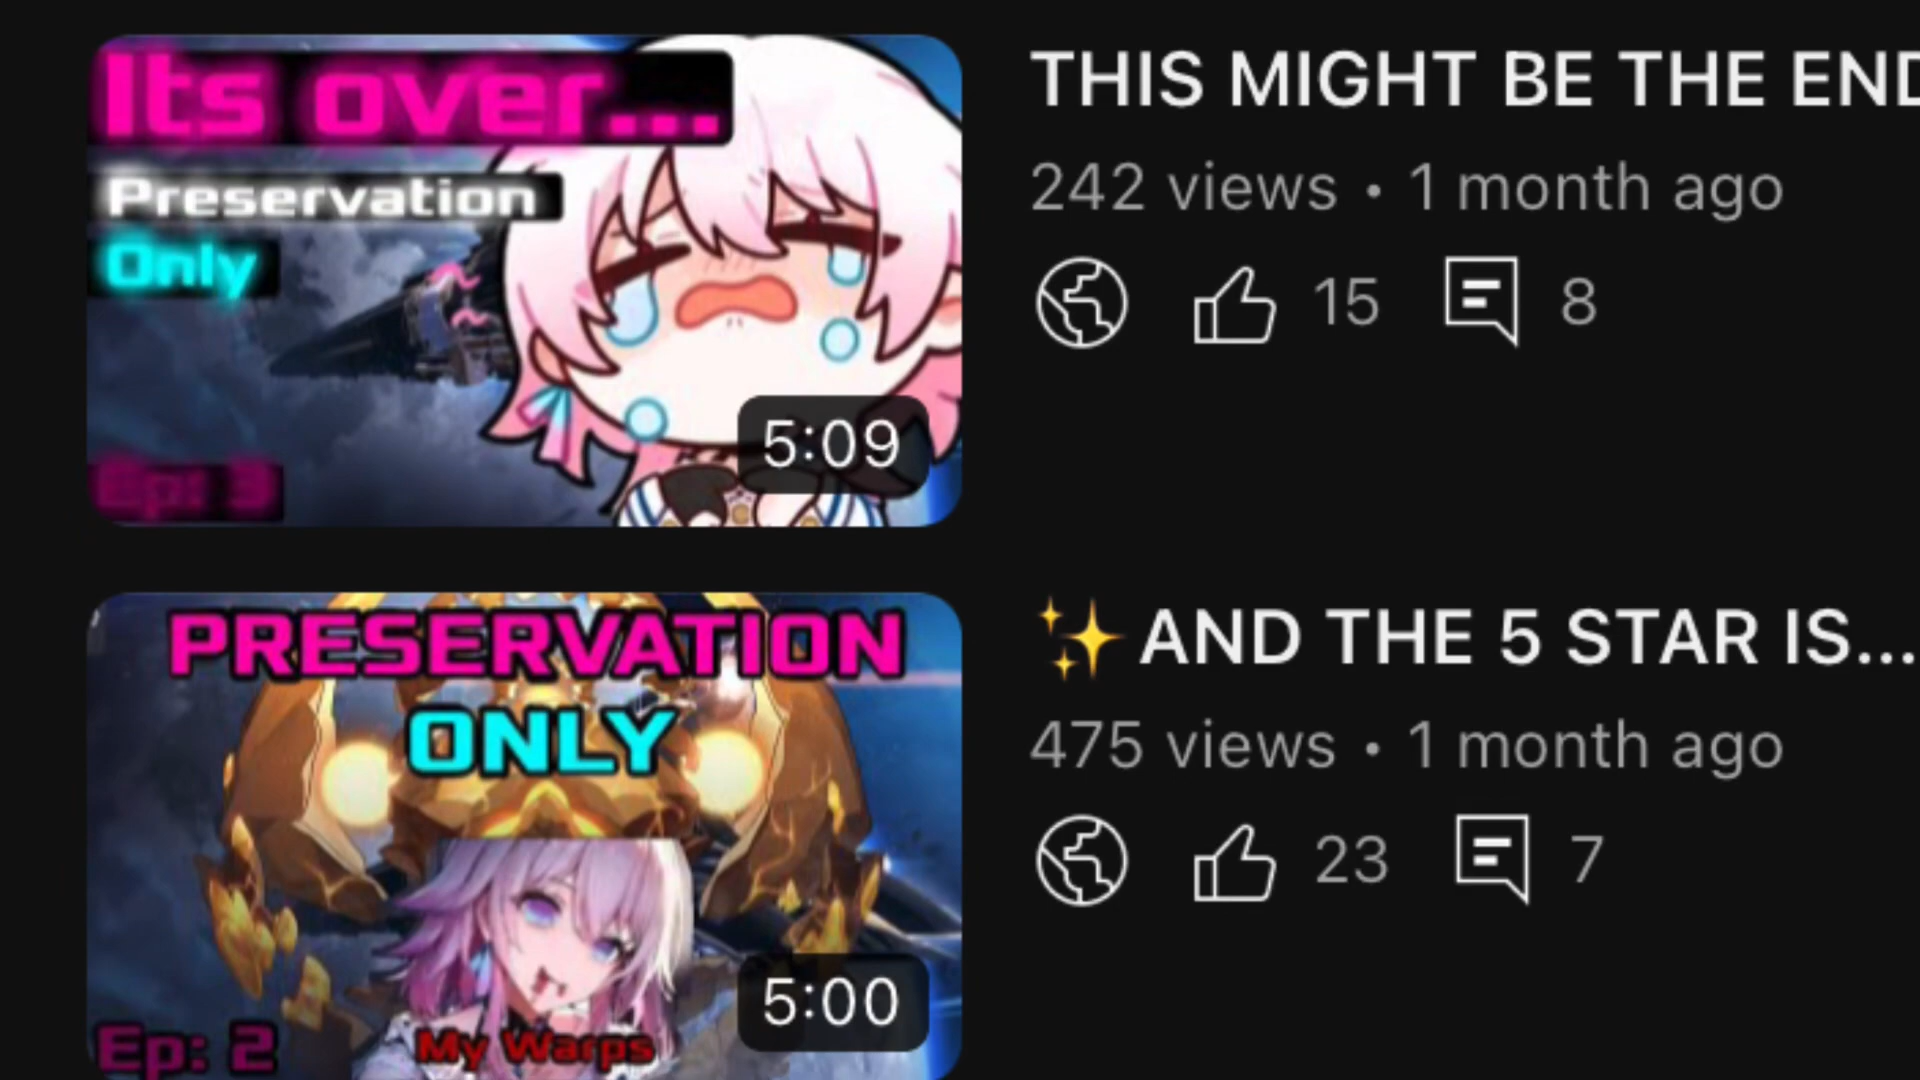 Its over...
Preservation
Only
Ep: 3
5:09
THIS MIGHT BE THE END
242 views • 1 month ago
15 8
PRESERVATION
ONLY
Ep: 2
My Warps
5:00
✨AND THE 5 STAR IS...
475 views • 1 month ago
23 7